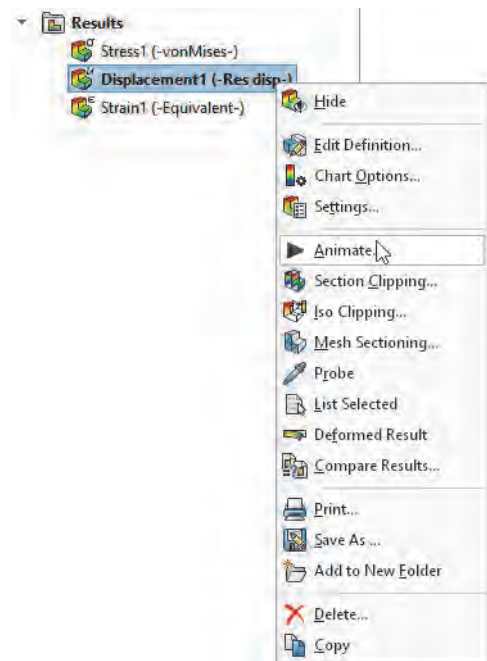 Results
Stress1 (-vonMises-)
Displacement1 (-Res disp-)
Strain1 (-Equivalent-)
Hide
Edit Definition...
Chart Options...
Settings...
Animate...
Section Clipping...
Iso Clipping...
Mesh Sectioning...
Probe
List Selected
Deformed Result
Compare Results...
Print...
Save As ...
Add to New Folder
Delete...
Copy